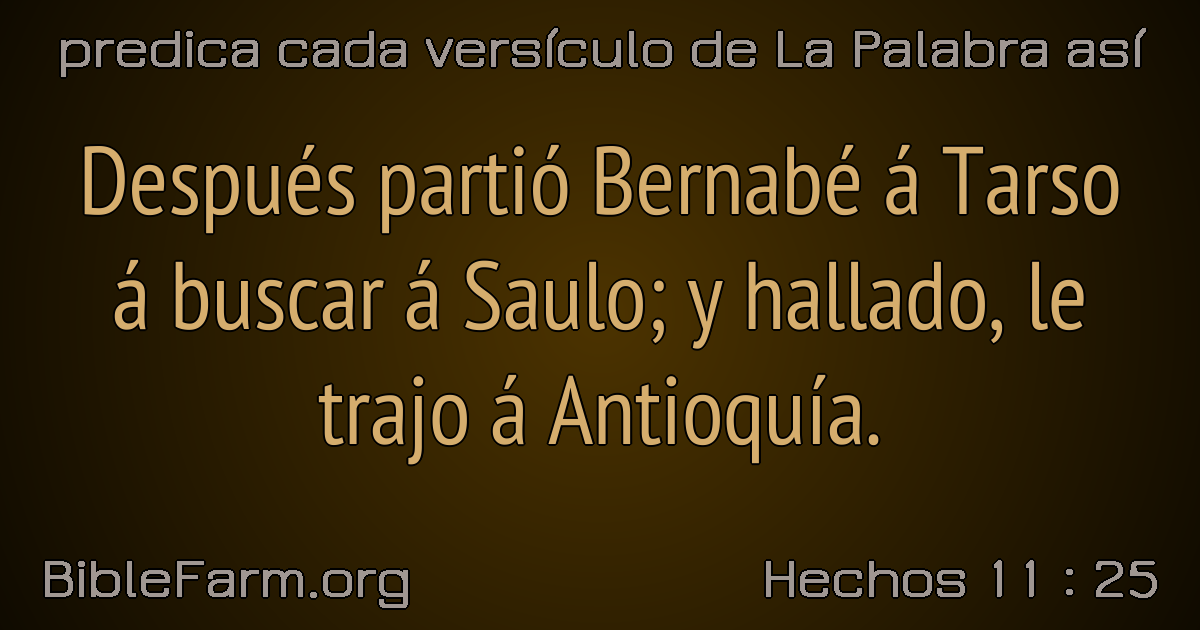 predica cada versículo de La Palabra así
Después partió Bernabé á Tarso
á buscar á Saulo; y hallado, le
trajo á Antioquía.
BibleFarm.org
Hechos 11 : 25